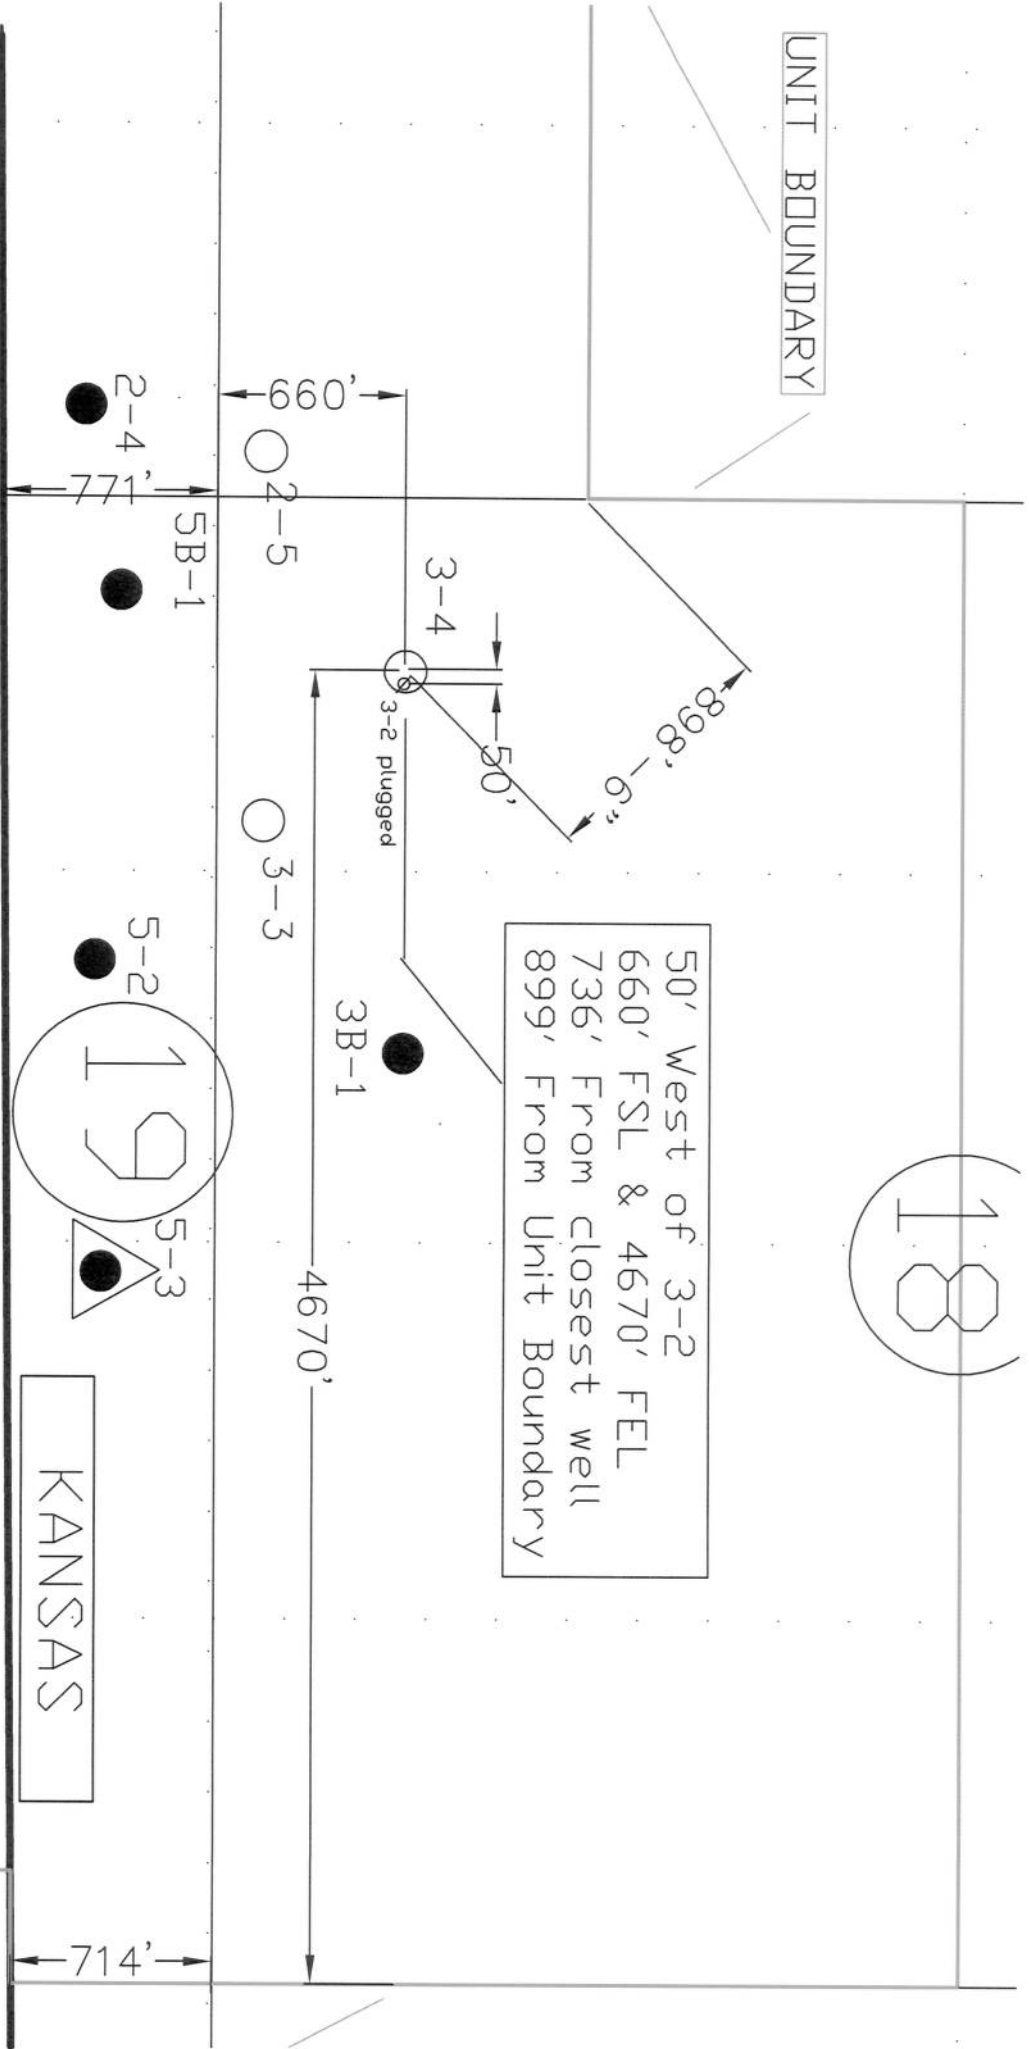 UNIT BOUNDARY
18
898'-6"
50' West of 3-2
660' FSL & 4670' FEL
736' From closest well
899' From Unit Boundary
50'
3-4
660'
3-2 plugged
3B-1
4670'
2-5
3-3
771'
5B-1
2-4
5-2
19
5-3
714'
KANSAS